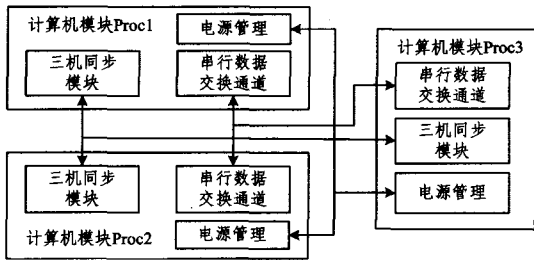 计算机模块Proc1
电源管理
三机同步
模块
串行数据
交换通道
计算机模块Proc3
串行数据
交换通道
三机同步
模块
电源管理
三机同步
模块
串行数据
交换通道
计算机模块Proc2
电源管理